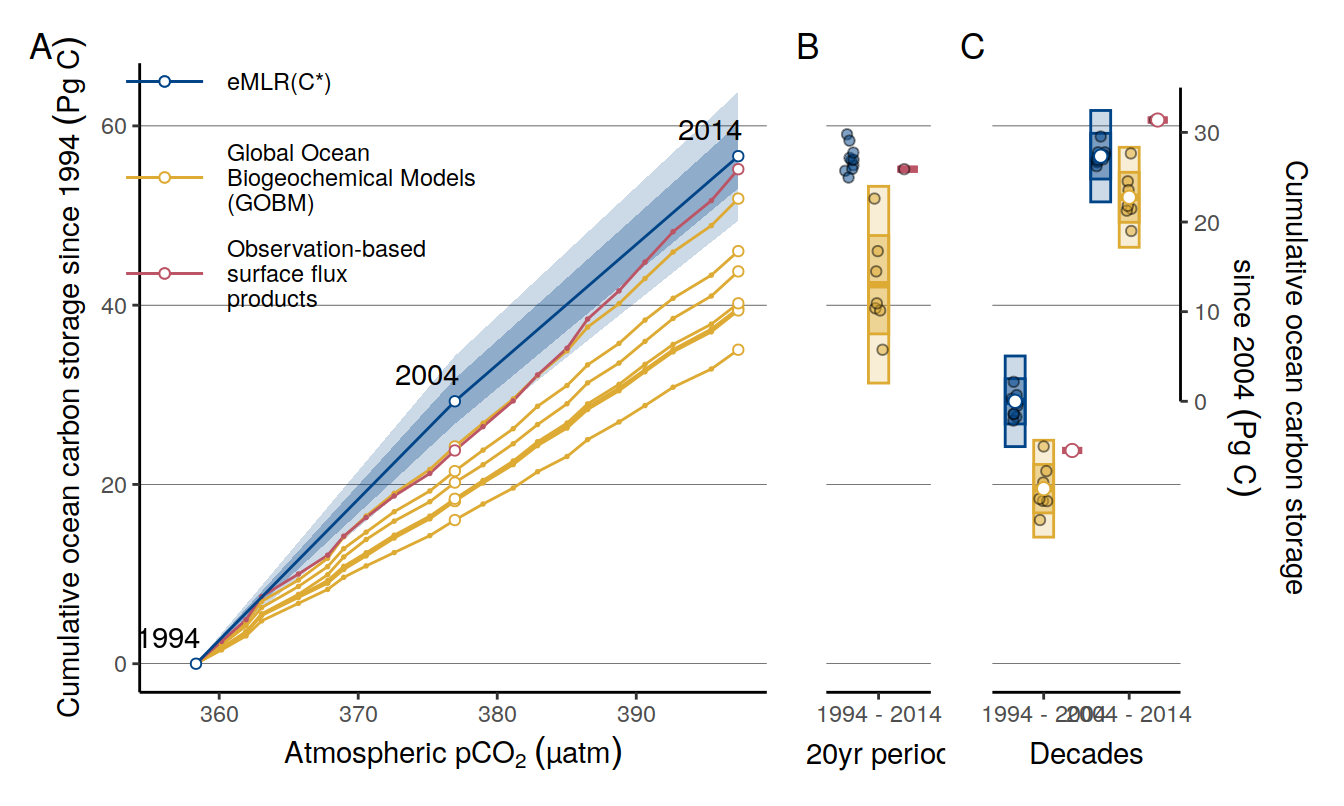 A
B
C
Cumulative ocean carbon storage since 1994 (Pg C)
eMLR(C*)
Global Ocean
Biogeochemical Models
(GOBM)
Observation-based
surface flux
products
60
40
20
0
1994
2004
2014
360
370
380
390
Atmospheric pCO₂ (µatm)
1994 - 2014
20yr period
1994 - 2004
2004 - 2014
Decades
30
20
10
0
Cumulative ocean carbon storage
since 2004 (Pg C)